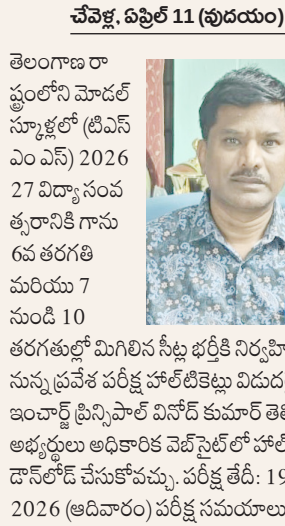 చేవెళ్ల, ఏప్రిల్ 11 (వుదయం)
తెలంగాణ రా
ష్ట్రంలోని మోడల్
స్కూళ్లలో (టిఎస్
ఎం ఎస్) 2026
27 విద్యా సంవ
త్సరానికి గాను
6వ తరగతి
మరియు 7
నుండి 10
తరగతుల్లో మిగిలిన సీట్ల భర్తీకి నిర్వహి
నున్న ప్రవేశ పరీక్ష హాల్‌టికెట్లు విడుద
ఇంచార్జ్ ప్రిన్సిపాల్ వినోద్ కుమార్ తె
అభ్యర్థులు అధికారిక వెబ్‌సైట్‌లో హాల్
డౌన్‌లోడ్ చేసుకోవచ్చు. పరీక్ష తేదీ: 19
2026 (ఆదివారం) పరీక్ష సమయాలు